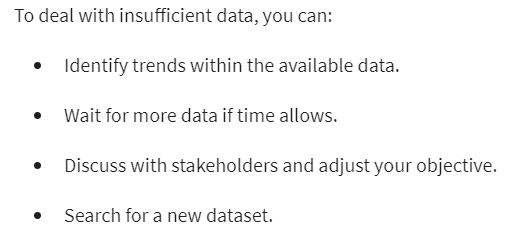 To deal with insufficient data, you can:
• Identify trends within the available data.
• Wait for more data if time allows.
• Discuss with stakeholders and adjust your objective.
• Search for a new dataset.